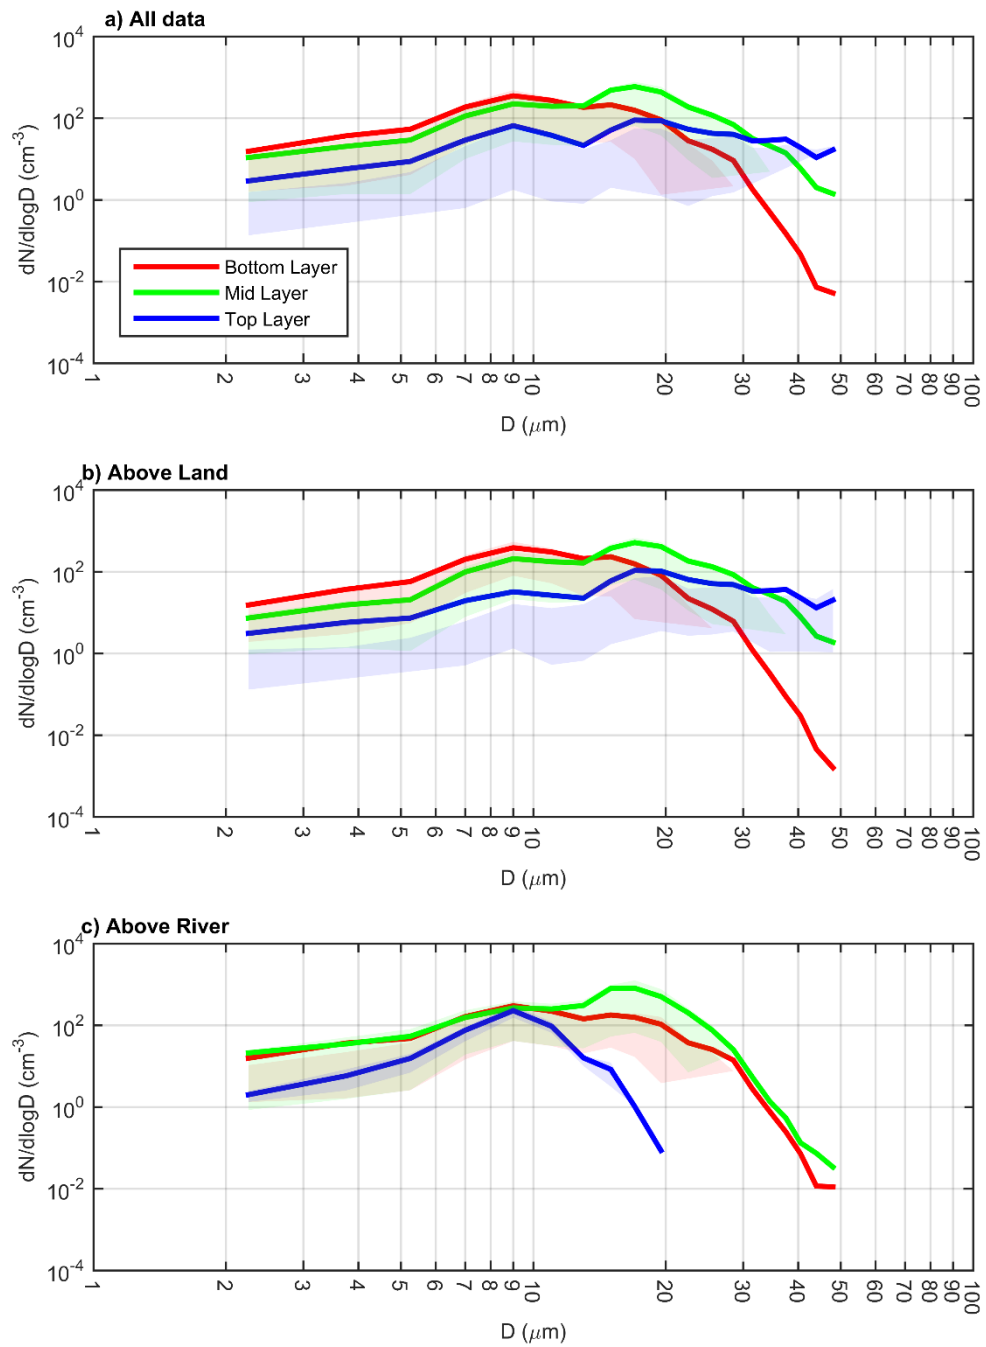 a) All data
10^4
10^2
10^0
10^-2
10^-4
dN/dlogD (cm^-3)
Bottom Layer
Mid Layer
Top Layer
1 2 3 4 5 6 7 8 9 10 20 30 40 50 60 70 80 90 100
D (μm)
b) Above Land
10^4
10^2
10^0
10^-2
10^-4
dN/dlogD (cm^-3)
1 2 3 4 5 6 7 8 9 10 20 30 40 50 60 70 80 90 100
D (μm)
c) Above River
10^4
10^2
10^0
10^-2
10^-4
dN/dlogD (cm^-3)
1 2 3 4 5 6 7 8 9 10 20 30 40 50 60 70 80 90 100
D (μm)